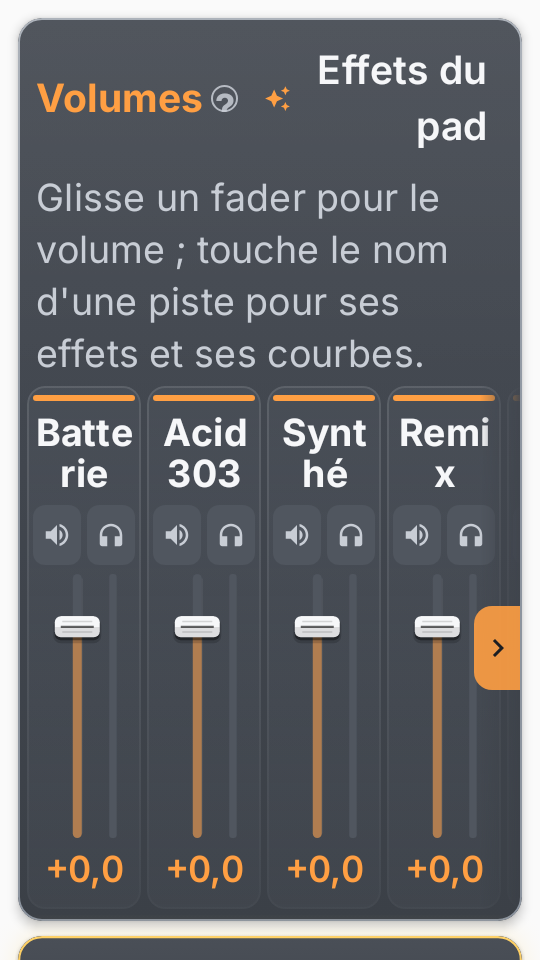 Volumes ?
Effets du
pad
Glisse un fader pour le
volume ; touche le nom
d'une piste pour ses
effets et ses courbes.
Batte
rie
Acid
303
Synt
hé
Remi
x
+0,0 +0,0 +0,0 +0,0